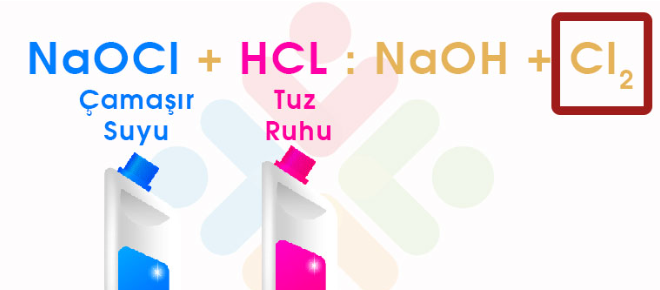 NaOCl + HCL : NaOH + Cl2
Çamaşır Tuz
Suyu Ruhu